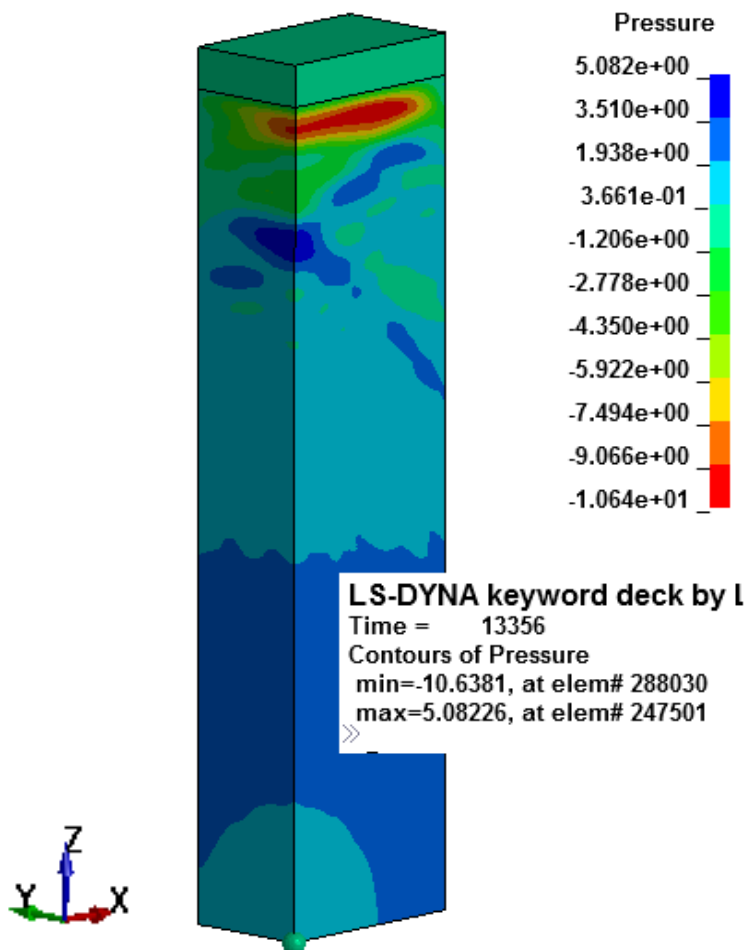 Pressure
5.082e+00
3.510e+00
1.938e+00
3.661e-01
-1.206e+00
-2.778e+00
-4.350e+00
-5.922e+00
-7.494e+00
-9.066e+00
-1.064e+01
LS-DYNA keyword deck by L
Time = 13356
Contours of Pressure
min=-10.6381, at elem# 288030
max=5.08226, at elem# 247501
Z
Y
X